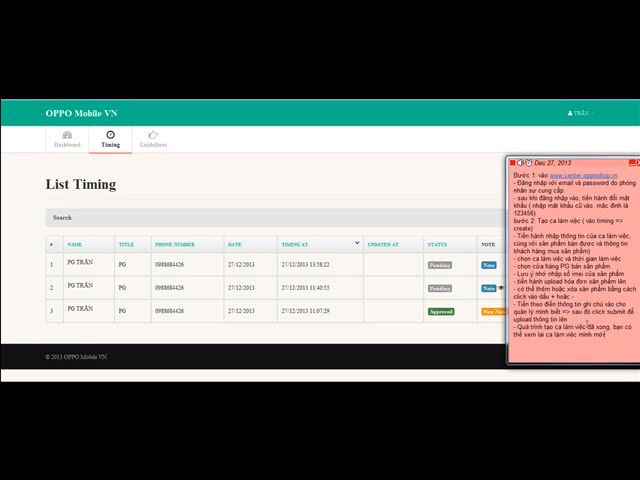 OPPO Mobile VN
TRÂN
Dashboard
Timing
Guidelines
List Timing
Search
# NAME TITLE PHONE NUMBER DATE TIMING AT UPDATED AT STATUS NOTE
1 PG TRÂN PG 0988684426 27/12/2013 27/12/2013 13:58:22 Pending Note
2 PG TRÂN PG 0988684426 27/12/2013 27/12/2013 11:40:55 Pending Note
3 PG TRÂN PG 0988684426 27/12/2013 27/12/2013 11:07:29 Approved New
© 2013 OPPO Mobile VN.
Dec 27, 2013
Bước 1: vào www.center.opposhop.vn
- Đăng nhập với email và password do phòng
nhân sự cung cấp.
- sau khi đăng nhập vào, tiến hành đổi mật
khẩu ( nhập mật khẩu cũ vào. mặc định là
123456)
bước 2: Tạo ca làm việc ( vào timing =>
create)
- Tiến hành nhập thông tin của ca làm việc,
cùng với sản phẩm bán được và thông tin
khách hàng mua sản phẩm)
- chọn ca làm việc và thời gian làm việc
- chọn cửa hàng PG bán sản phẩm
- Lưu ý nhớ nhập số imei của sản phẩm
- tiến hành upload hóa đơn sản phẩm lên
- có thể thêm hoặc xóa sản phẩm bằng cách
click vào dấu + hoặc -
- Tiến theo điền thông tin ghi chú vào cho
quản lý mình biết => sau đó click submit để
upload thông tin lên
- Quá trình tạo ca làm việc đã xong, bạn có
thể xem lại ca làm việc mình mới